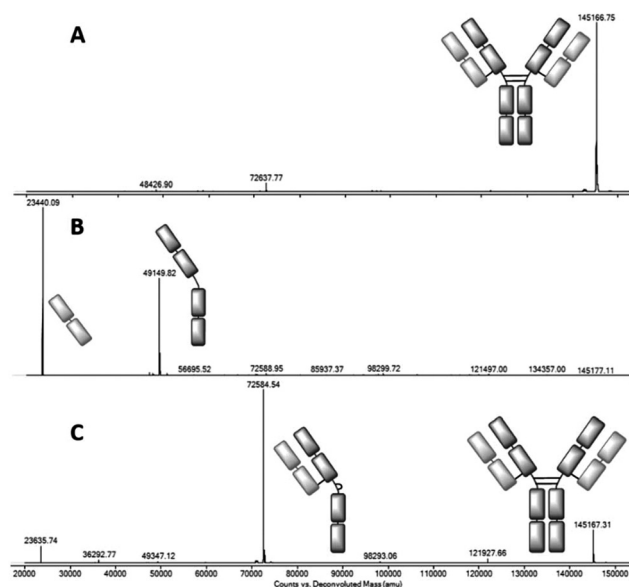 A
145166.75
48426.90 72637.77
23440.09
B
49149.82
56695.52 72588.95 85937.37 98299.72 121497.00 134357.00 145177.11
72584.54
C
145167.31
23635.74 36292.77 49347.12 98293.06 121927.66
20000 30000 40000 50000 60000 70000 80000 90000 100000 110000 120000 130000 140000 150000
Counts vs. Deconvoluted Mass (amu)